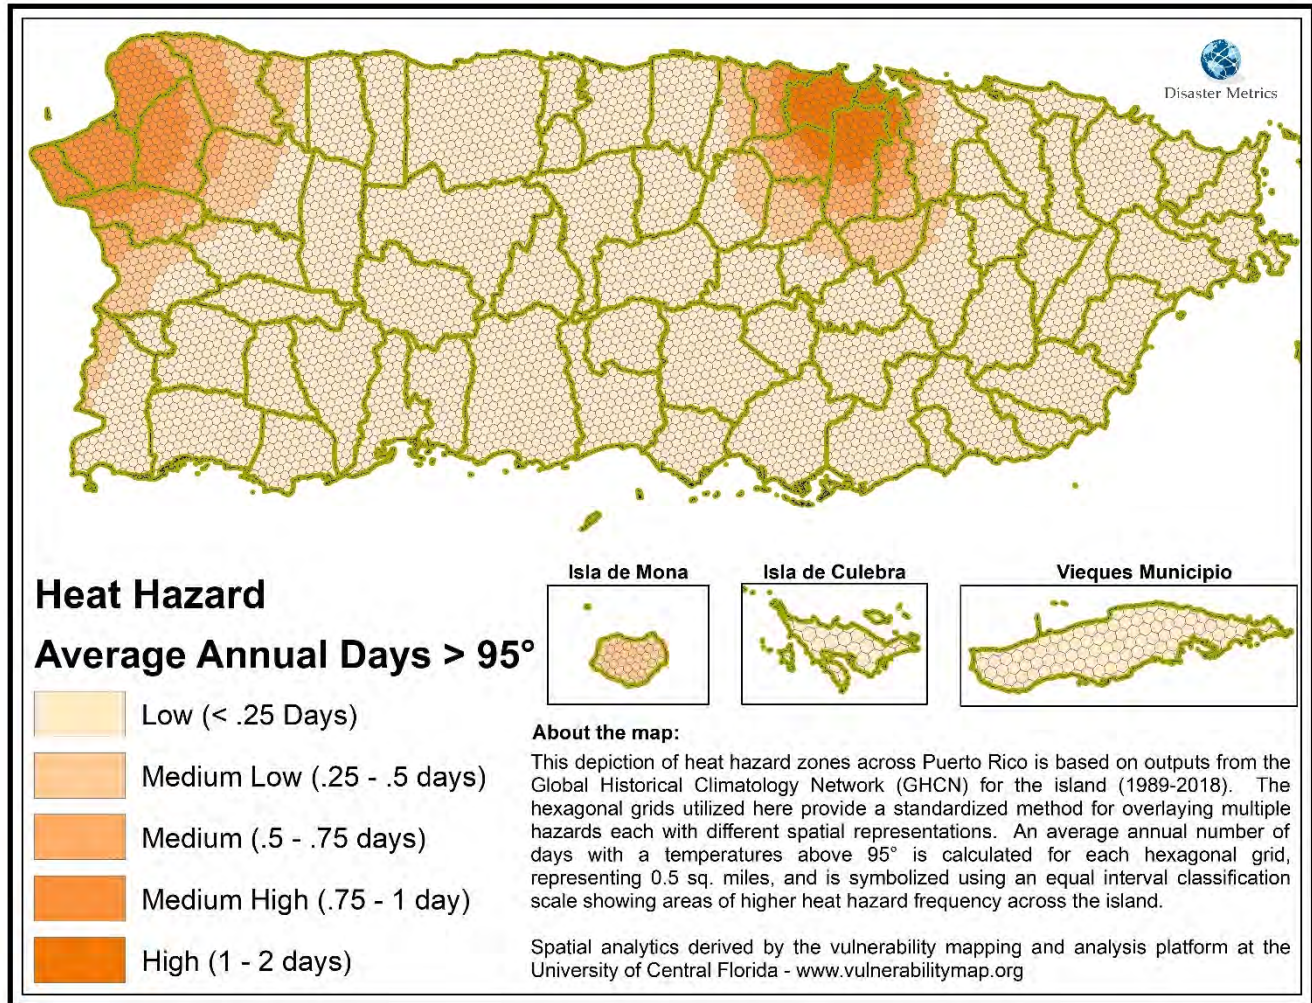 Disaster Metrics
Isla de Mona
Isla de Culebra
Vieques Municipio
Heat Hazard
Average Annual Days > 95°
Low (< .25 Days)
Medium Low (.25 - .5 days)
Medium (.5 - .75 days)
Medium High (.75 - 1 day)
High (1 - 2 days)
About the map:
This depiction of heat hazard zones across Puerto Rico is based on outputs from the
Global Historical Climatology Network (GHCN) for the island (1989-2018). The
hexagonal grids utilized here provide a standardized method for overlaying multiple
hazards each with different spatial representations. An average annual number of
days with a temperatures above 95° is calculated for each hexagonal grid,
representing 0.5 sq. miles, and is symbolized using an equal interval classification
scale showing areas of higher heat hazard frequency across the island.
Spatial analytics derived by the vulnerability mapping and analysis platform at the
University of Central Florida - www.vulnerabilitymap.org